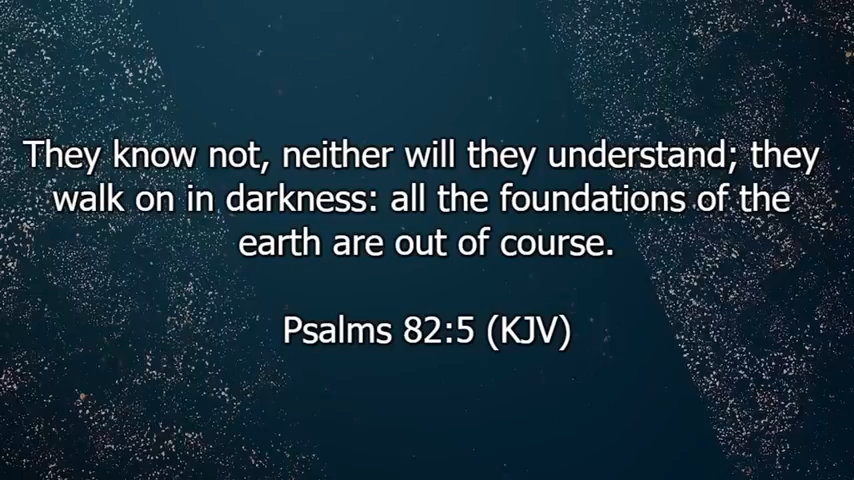 They know not, neither will they understand; they
walk on in darkness: all the foundations of the
earth are out of course.
Psalms 82:5 (KJV)